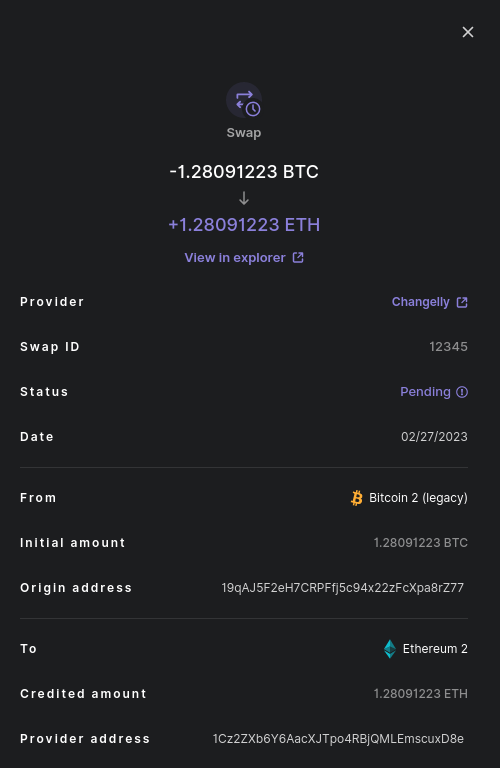 Swap
-1.28091223 BTC
+1.28091223 ETH
View in explorer
Provider Changelly
Swap ID 12345
Status Pending
Date 02/27/2023
From Bitcoin 2 (legacy)
Initial amount 1.28091223 BTC
Origin address 19qAJ5F2eH7CRPFfj5c94x22zFcXpa8rZ77
To Ethereum 2
Credited amount 1.28091223 ETH
Provider address 1Cz2ZXb6Y6AacXJTpo4RBjQMLEmscuxD8e